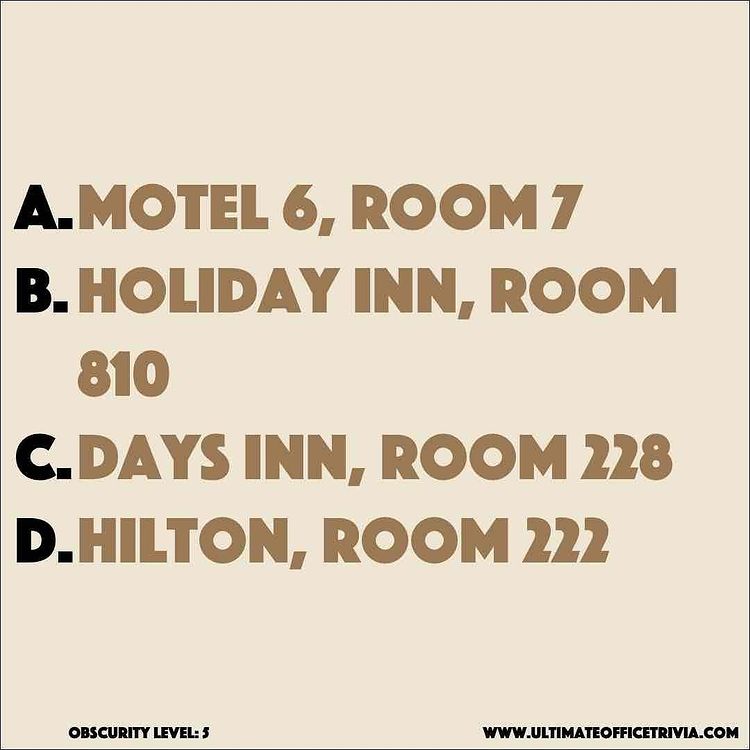 A. MOTEL 6, ROOM 7
B. HOLIDAY INN, ROOM
810
C. DAYS INN, ROOM 228
D. HILTON, ROOM 222
OBSCURITY LEVEL: 5
WWW.ULTIMATEOFFICETRIVIA.COM